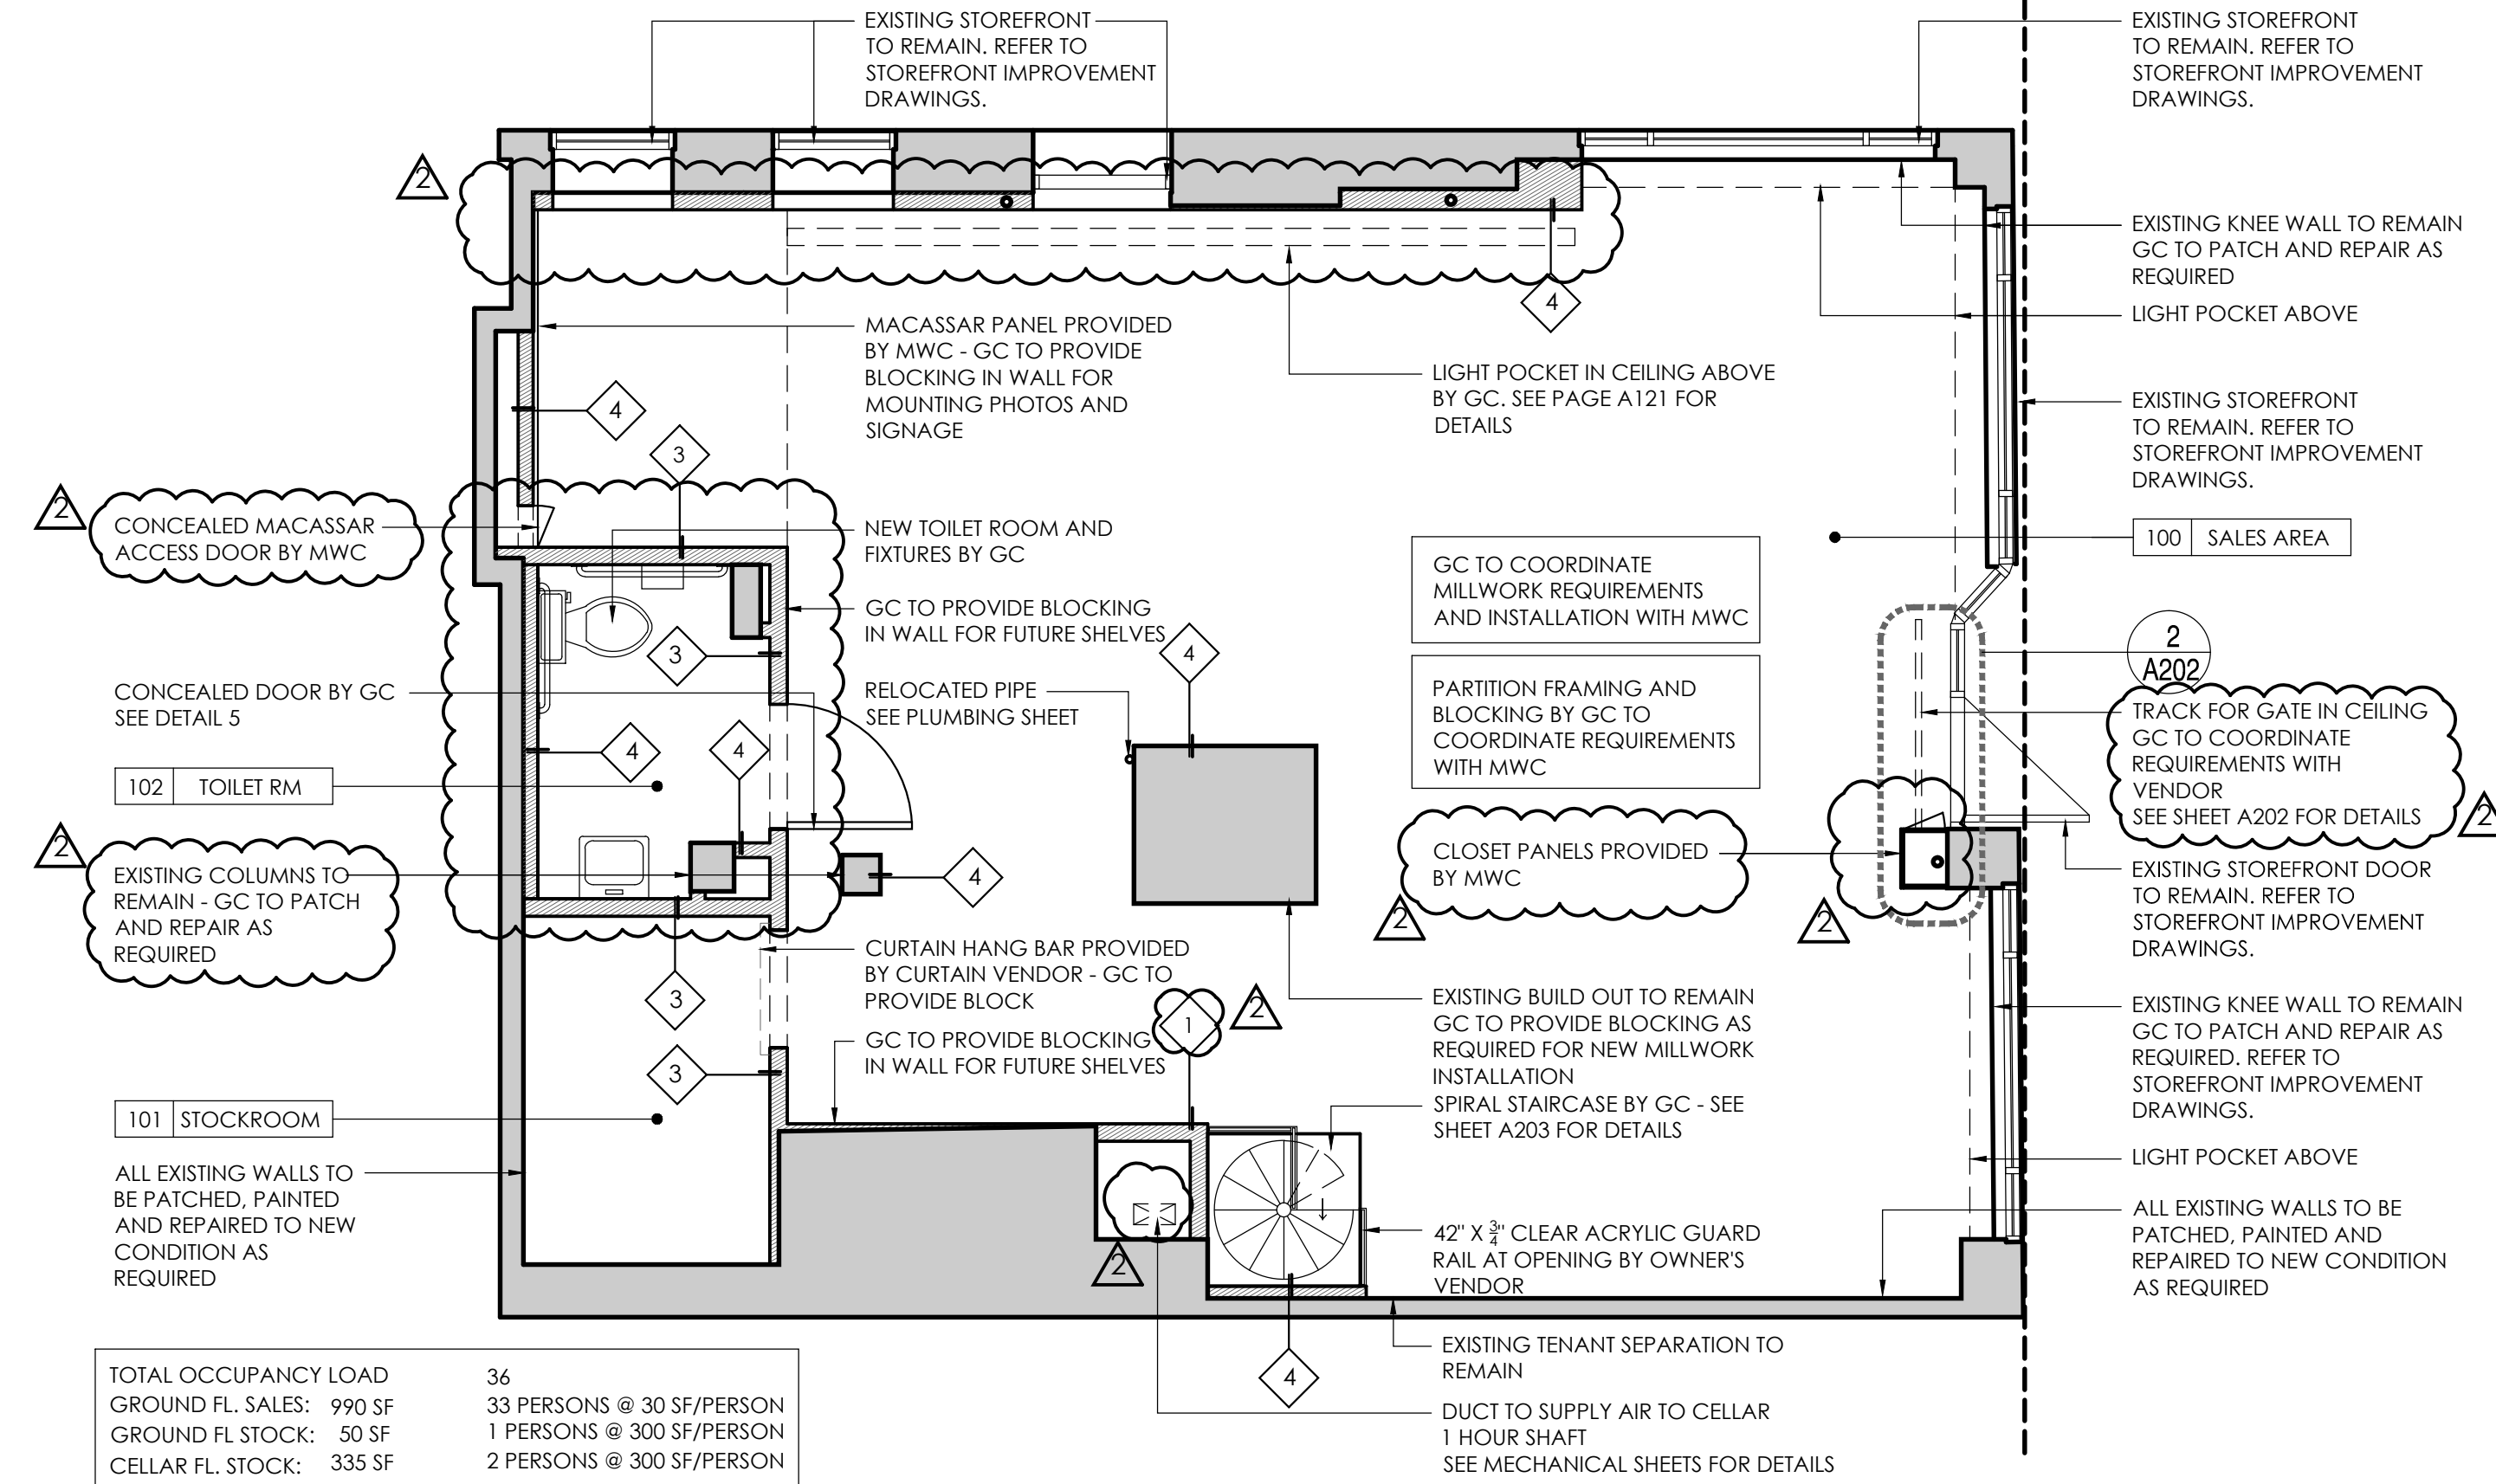 EXISTING STOREFRONT
TO REMAIN. REFER TO
STOREFRONT IMPROVEMENT
DRAWINGS.
EXISTING STOREFRONT
TO REMAIN. REFER TO
STOREFRONT IMPROVEMENT
DRAWINGS.
2
EXISTING KNEE WALL TO REMAIN
GC TO PATCH AND REPAIR AS
REQUIRED
4
LIGHT POCKET ABOVE
MACASSAR PANEL PROVIDED
BY MWC - GC TO PROVIDE
BLOCKING IN WALL FOR
MOUNTING PHOTOS AND
SIGNAGE
LIGHT POCKET IN CEILING ABOVE
BY GC. SEE PAGE A121 FOR
DETAILS
EXISTING STOREFRONT
TO REMAIN. REFER TO
STOREFRONT IMPROVEMENT
DRAWINGS.
4
3
2
CONCEALED MACASSAR
ACCESS DOOR BY MWC
NEW TOILET ROOM AND
FIXTURES BY GC
100 SALES AREA
GC TO COORDINATE
MILLWORK REQUIREMENTS
AND INSTALLATION WITH MWC
GC TO PROVIDE BLOCKING
IN WALL FOR FUTURE SHELVES
3
4
2
A202
CONCEALED DOOR BY GC
SEE DETAIL 5
RELOCATED PIPE
SEE PLUMBING SHEET
PARTITION FRAMING AND
BLOCKING BY GC TO
COORDINATE REQUIREMENTS
WITH MWC
TRACK FOR GATE IN CEILING
GC TO COORDINATE
REQUIREMENTS WITH
VENDOR
SEE SHEET A202 FOR DETAILS
2
4
4
102 TOILET RM
2
EXISTING COLUMNS TO
REMAIN - GC TO PATCH
AND REPAIR AS
REQUIRED
4
CLOSET PANELS PROVIDED
BY MWC
2
2
EXISTING STOREFRONT DOOR
TO REMAIN. REFER TO
STOREFRONT IMPROVEMENT
DRAWINGS.
3
CURTAIN HANG BAR PROVIDED
BY CURTAIN VENDOR - GC TO
PROVIDE BLOCK
1
2
EXISTING BUILD OUT TO REMAIN
GC TO PROVIDE BLOCKING AS
REQUIRED FOR NEW MILLWORK
INSTALLATION
EXISTING KNEE WALL TO REMAIN
GC TO PATCH AND REPAIR AS
REQUIRED. REFER TO
STOREFRONT IMPROVEMENT
DRAWINGS.
3
GC TO PROVIDE BLOCKING
IN WALL FOR FUTURE SHELVES
SPIRAL STAIRCASE BY GC - SEE
SHEET A203 FOR DETAILS
101 STOCKROOM
LIGHT POCKET ABOVE
ALL EXISTING WALLS TO
BE PATCHED, PAINTED
AND REPAIRED TO NEW
CONDITION AS
REQUIRED
2
42" X 3/4" CLEAR ACRYLIC GUARD
RAIL AT OPENING BY OWNER'S
VENDOR
ALL EXISTING WALLS TO BE
PATCHED, PAINTED AND
REPAIRED TO NEW CONDITION
AS REQUIRED
4
EXISTING TENANT SEPARATION TO
REMAIN
DUCT TO SUPPLY AIR TO CELLAR
1 HOUR SHAFT
SEE MECHANICAL SHEETS FOR DETAILS
TOTAL OCCUPANCY LOAD 36
GROUND FL. SALES: 990 SF 33 PERSONS @ 30 SF/PERSON
GROUND FL STOCK: 50 SF 1 PERSONS @ 300 SF/PERSON
CELLAR FL. STOCK: 335 SF 2 PERSONS @ 300 SF/PERSON